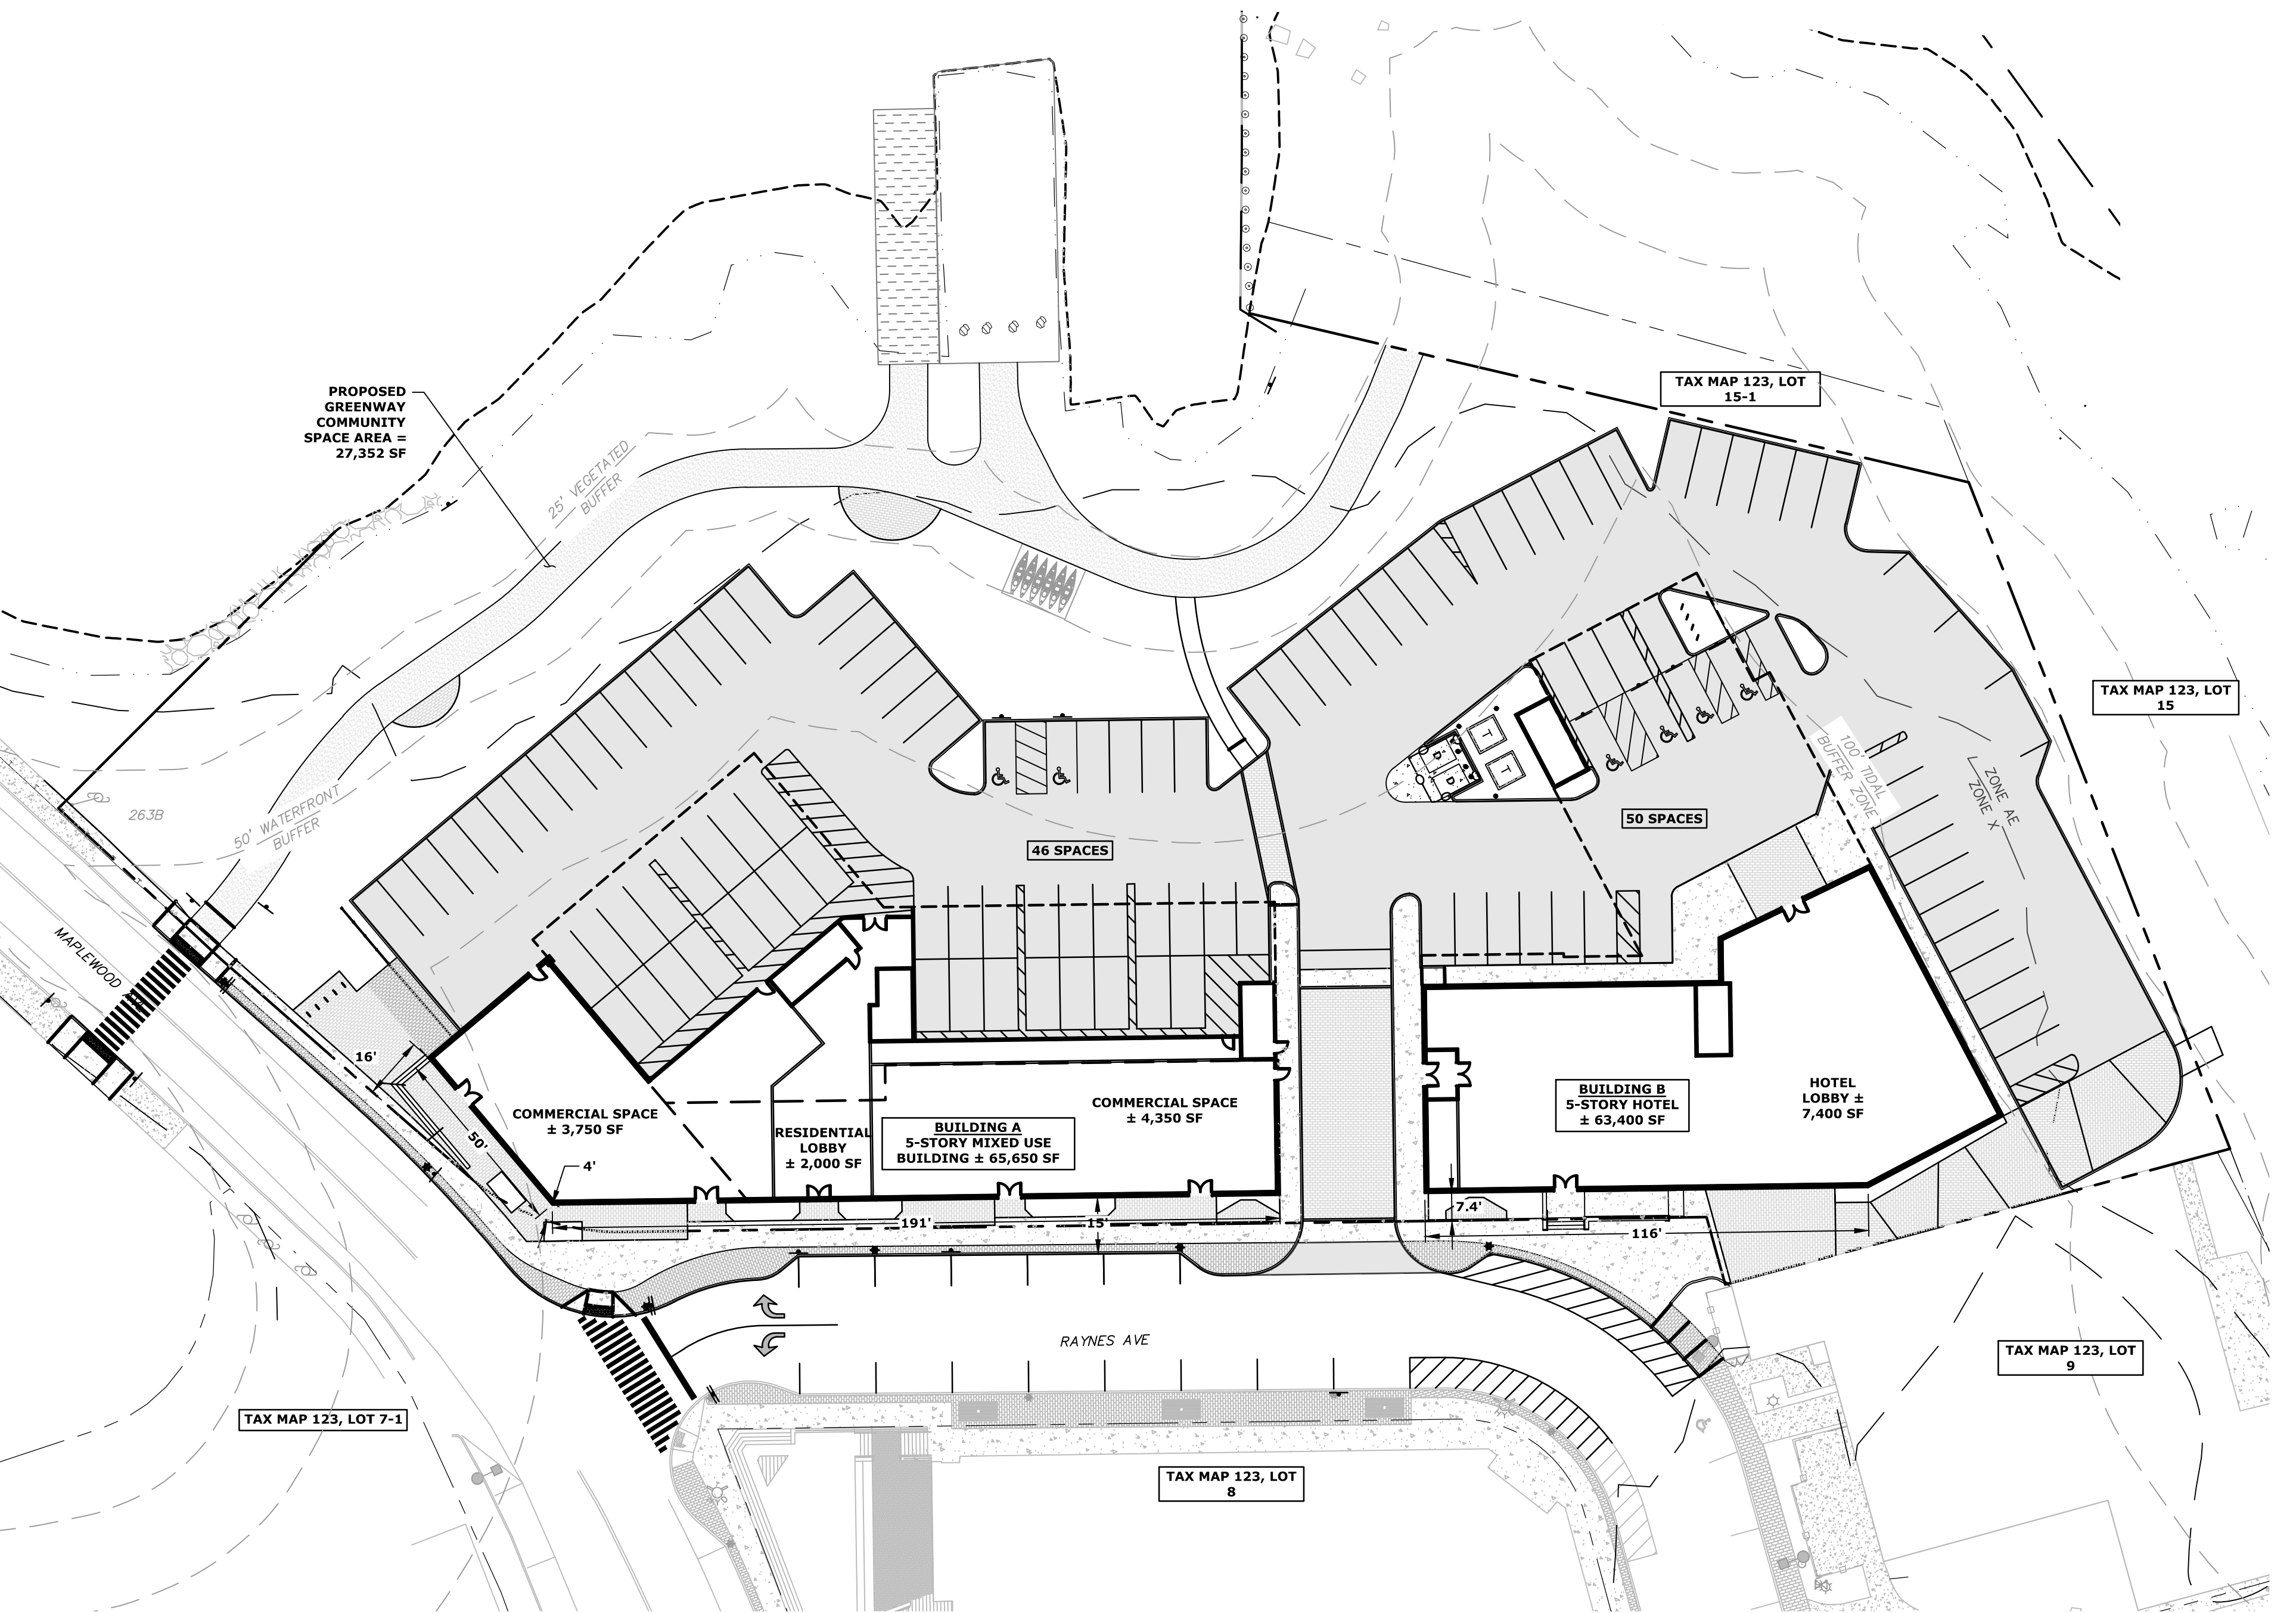 TAX MAP 123, LOT
15-1
PROPOSED
GREENWAY
COMMUNITY
SPACE AREA =
27,352 SF
25' VEGETATED
BUFFER
TAX MAP 123, LOT
15
50' WATERFRONT
BUFFER
263B
100' TIDAL
BUFFER ZONE
ZONE AE
ZONE X
T
T
D
D
50 SPACES
46 SPACES
MAPLEWOOD AVE
16'
50'
4'
COMMERCIAL SPACE
± 3,750 SF
RESIDENTIAL
LOBBY
± 2,000 SF
COMMERCIAL SPACE
± 4,350 SF
BUILDING A
5-STORY MIXED USE
BUILDING ± 65,650 SF
BUILDING B
5-STORY HOTEL
± 63,400 SF
HOTEL
LOBBY ±
7,400 SF
191'
15'
7.4'
116'
RAYNES AVE
TAX MAP 123, LOT
9
TAX MAP 123, LOT 7-1
TAX MAP 123, LOT
8